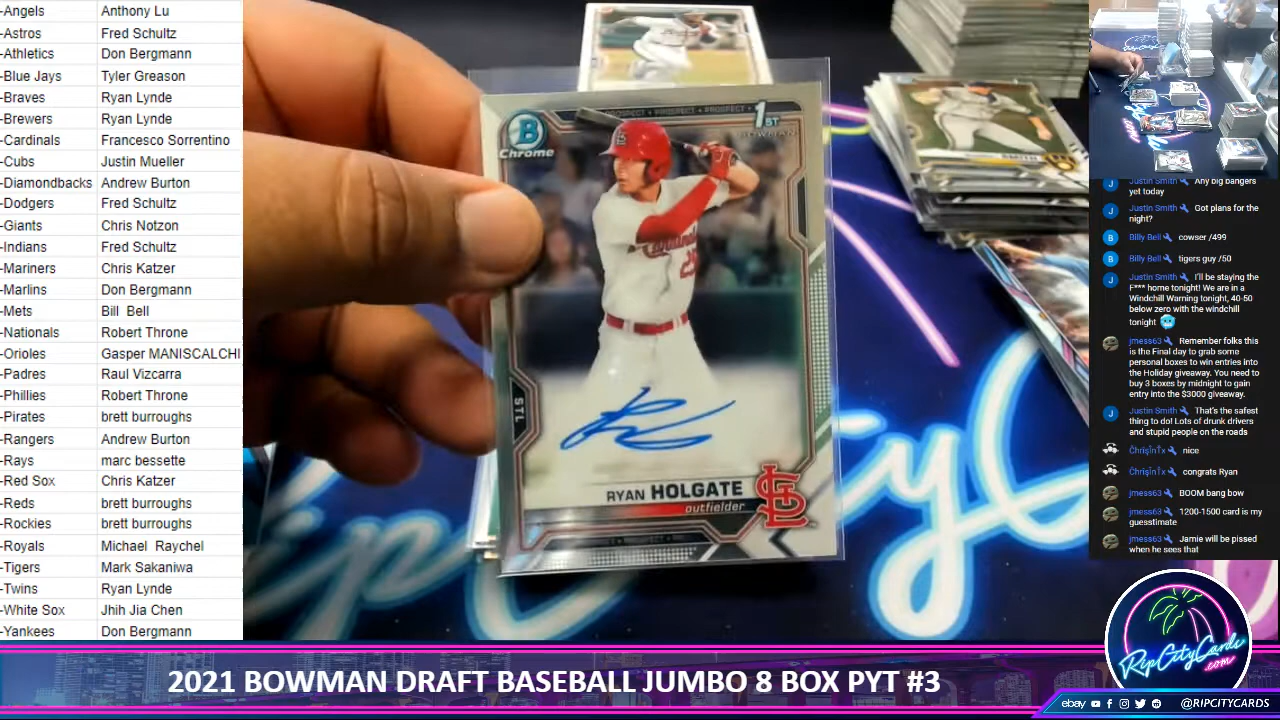 -Angels Anthony Lu
-Astros Fred Schultz
-Athletics Don Bergmann
-Blue Jays Tyler Greason
-Braves Ryan Lynde
-Brewers Ryan Lynde
-Cardinals Francesco Sorrentino
-Cubs Justin Mueller
-Diamondbacks Andrew Burton
-Dodgers Fred Schultz
-Giants Chris Notzon
-Indians Fred Schultz
-Mariners Chris Katzer
-Marlins Don Bergmann
-Mets Bill Bell
-Nationals Robert Throne
-Orioles Gasper MANISCALCHI
-Padres Raul Vizcarra
-Phillies Robert Throne
-Pirates brett burroughs
-Rangers Andrew Burton
-Rays marc bessette
-Red Sox Chris Katzer
-Reds brett burroughs
-Rockies brett burroughs
-Royals Michael Raychel
-Tigers Mark Sakaniwa
-Twins Ryan Lynde
-White Sox Jhih Jia Chen
-Yankees Don Bergmann
PROSPECT PROSPECT PROSPECT
1ST
BOWMAN
B
Chrome
Cardinals
STL
RYAN HOLGATE
outfielder
SMITH
Justin Smith Any big bangers
yet today
Justin Smith Got plans for the
night?
Billy Bell cowser /499
Billy Bell tigers guy /50
Justin Smith I'll be staying the
F*** home tonight! We are in a
Windchill Warning tonight, 40-50
below zero with the windchill
tonight
jmess63 Remember folks this
is the Final day to grab some
personal boxes to win entries into
the Holiday giveaway. You need to
buy 3 boxes by midnight to gain
entry into the $3000 giveaway.
Justin Smith That's the safest
thing to do! Lots of drunk drivers
and stupid people on the roads
nice
congrats Ryan
jmess63 BOOM bang bow
jmess63 1200-1500 card is my
guesstimate
jmess63 Jamie will be pissed
when he sees that
RipCityCards
.com
2021 BOWMAN DRAFT BASEBALL JUMBO 8 BOX PYT #3
ebay @RIPCITYCARDS